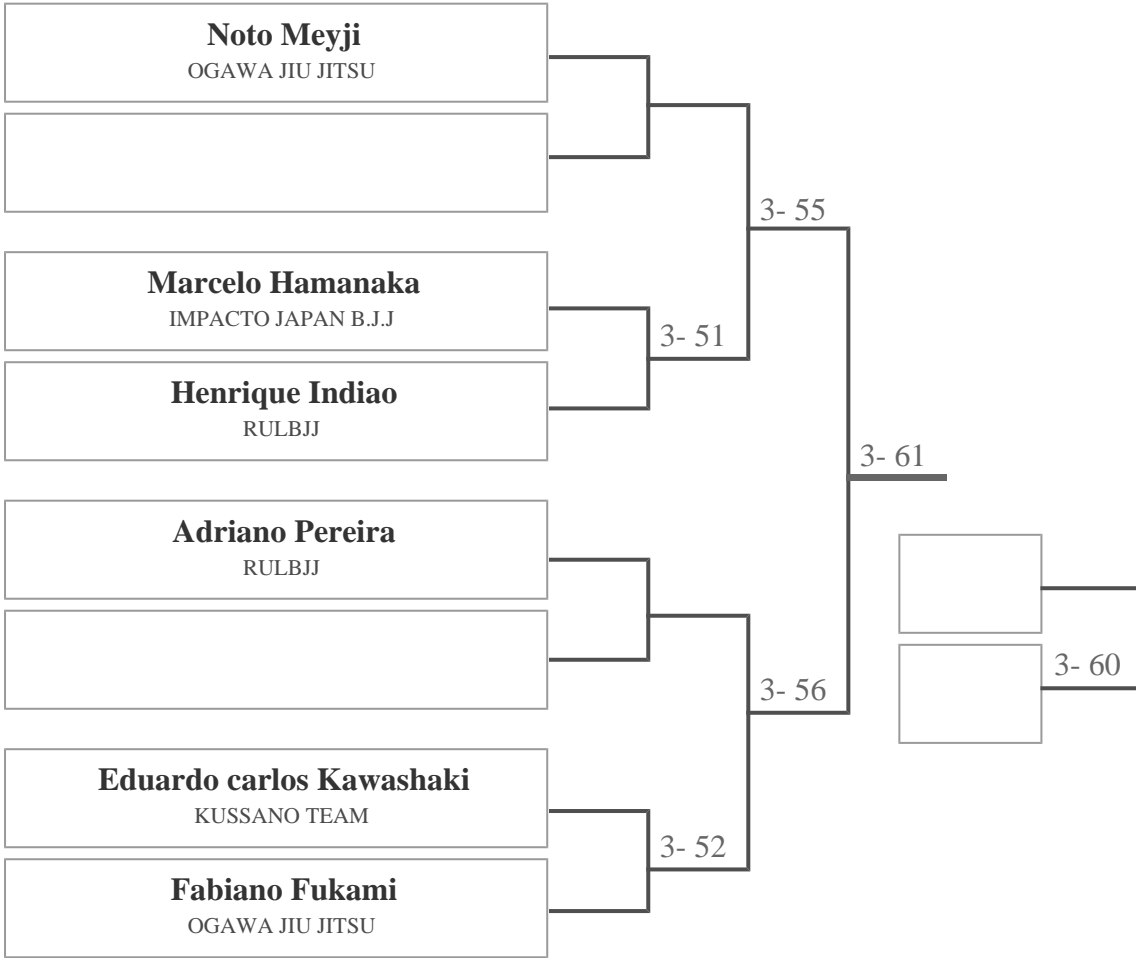 Noto Meyji
OGAWA JIU JITSU
3- 55
Marcelo Hamanaka
IMPACTO JAPAN B.J.J
3- 51
Henrique Indiao
RULBJJ
3- 61
Adriano Pereira
RULBJJ
3- 60
3- 56
Eduardo carlos Kawashaki
KUSSANO TEAM
3- 52
Fabiano Fukami
OGAWA JIU JITSU